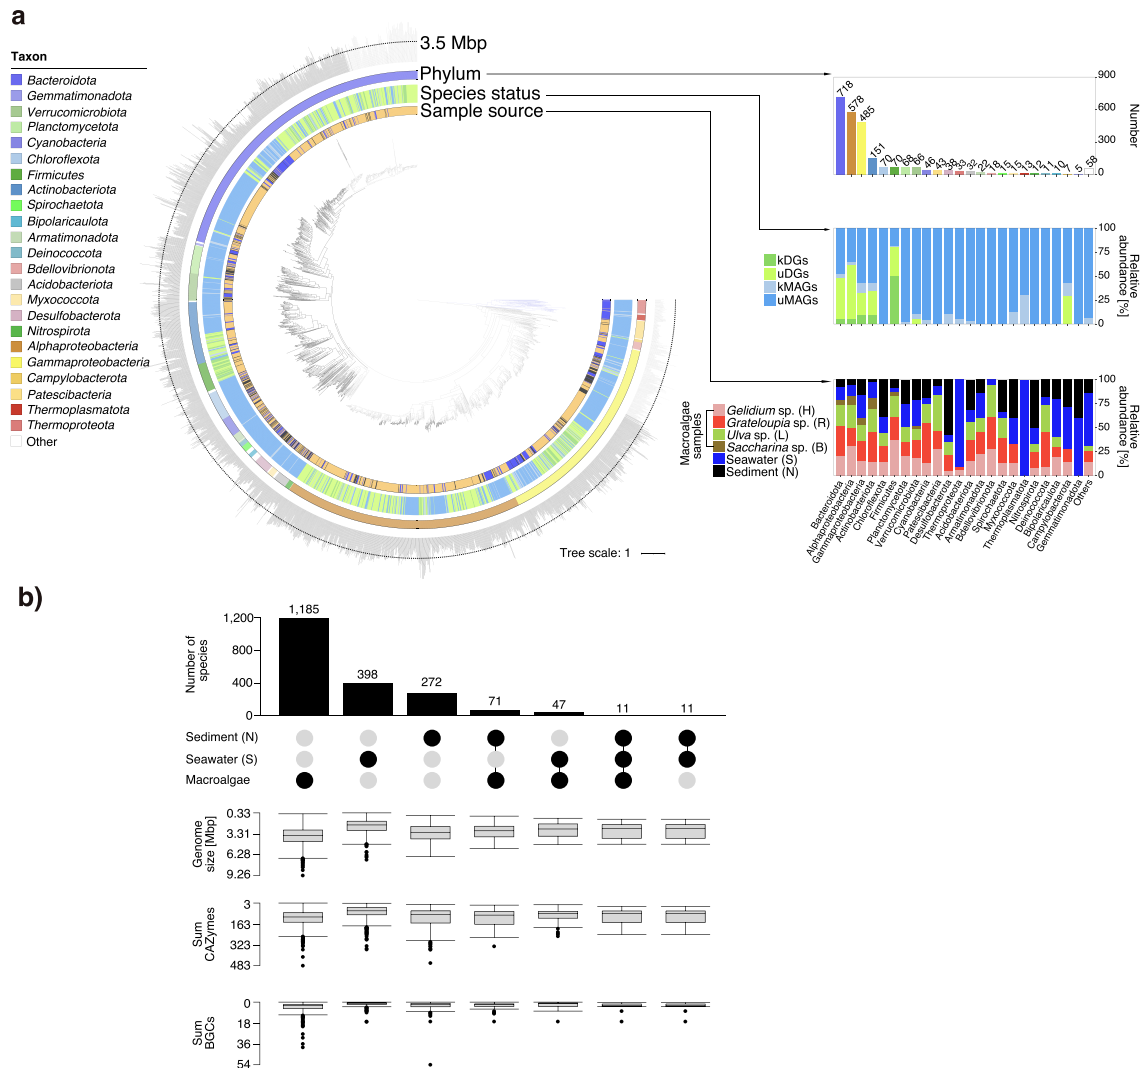 a
Taxon
Bacteroidota
Gemmatimonadota
Verrucomicrobiota
Planctomycetota
Cyanobacteria
Chloroflexota
Firmicutes
Actinobacteriota
Spirochaetota
Bipolaricaulota
Armatimonadota
Deinococcota
Bdellovibrionota
Acidobacteriota
Myxococcota
Desulfobacterota
Nitrospirota
Alphaproteobacteria
Gammaproteobacteria
Campylobacterota
Patescibacteria
Thermoplasmatota
Thermoproteota
Other
3.5 Mbp
Phylum
Species status
Sample source
Tree scale: 1
718
578
485
151
70
70
68
66
46
43
38
33
32
22
18
15
15
13
12
11
10
7
5
58
900
600
300
0
Number
kDGs
uDGs
kMAGs
uMAGs
100
75
50
25
0
Relative
abundance [%]
Macroalgae
samples
Gelidium sp. (H)
Grateloupia sp. (R)
Ulva sp. (L)
Saccharina sp. (B)
Seawater (S)
Sediment (N)
100
75
50
25
0
Relative
abundance [%]
Bacteroidota
Alphaproteobacteria
Gammaproteobacteria
Actinobacteriota
Chloroflexota
Firmicutes
Planctomycetota
Verrucomicrobiota
Cyanobacteria
Patescibacteria
Desulfobacterota
Thermoproteota
Acidobacteriota
Armatimonadota
Bdellovibrionota
Spirochaetota
Myxococcota
Thermoplasmatota
Nitrospirota
Deinococcota
Bipolaricaulota
Campylobacterota
Gemmatimonadota
Others
b)
Number of
species
1,200
800
400
0
1,185
398
272
71
47
11
11
Sediment (N)
Seawater (S)
Macroalgae
Genome
size [Mbp]
0.33
3.31
6.28
9.26
Sum
CAZymes
3
163
323
483
Sum
BGCs
0
18
36
54